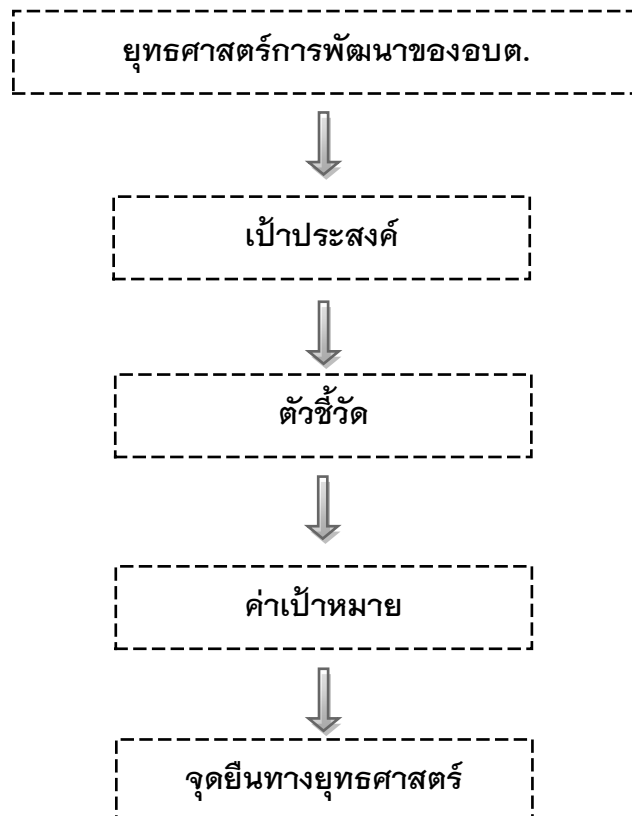 ยุทธศาสตร์การพัฒนาของอบต.
เป้าประสงค์
ตัวชี้วัด
ค่าเป้าหมาย
จุดยืนทางยุทธศาสตร์